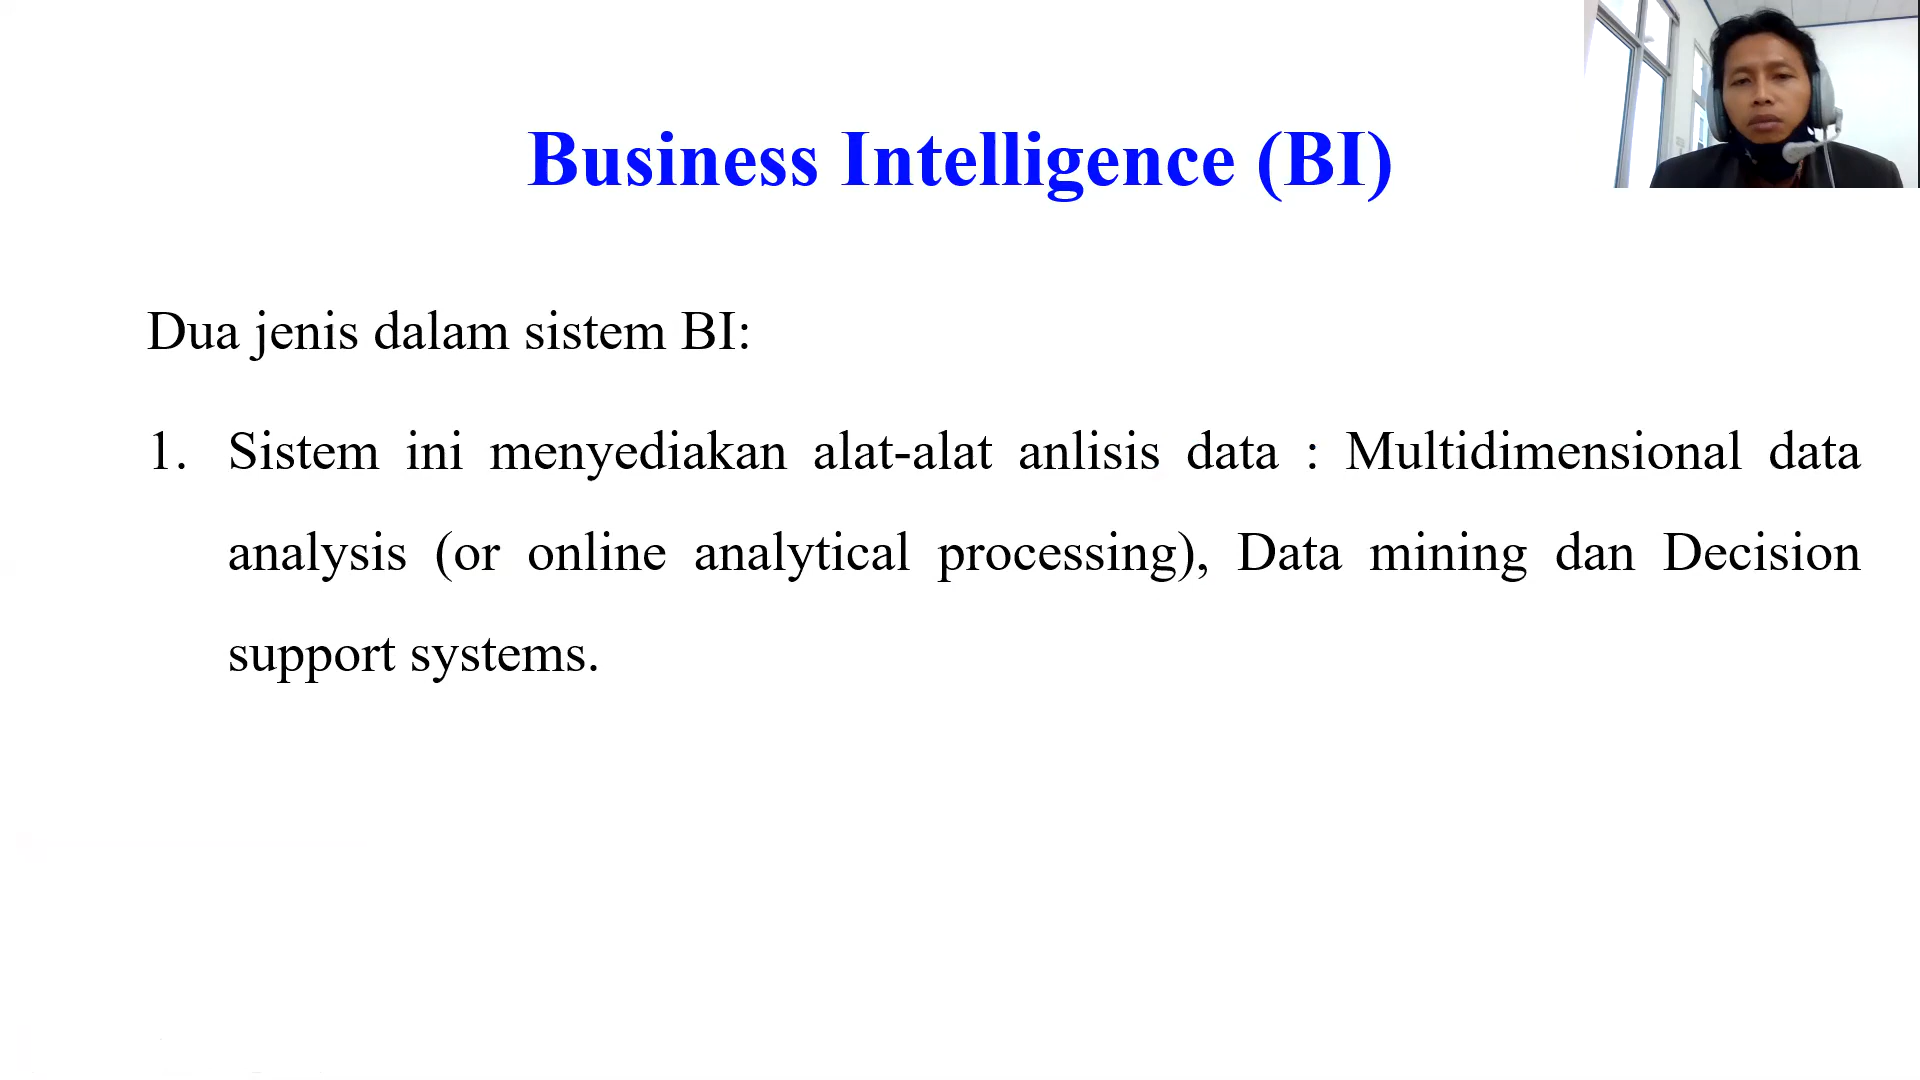 Business Intelligence (BI)
Dua jenis dalam sistem BI:
1. Sistem ini menyediakan alat-alat anlisis data : Multidimensional data
analysis (or online analytical processing), Data mining dan Decision
support systems.